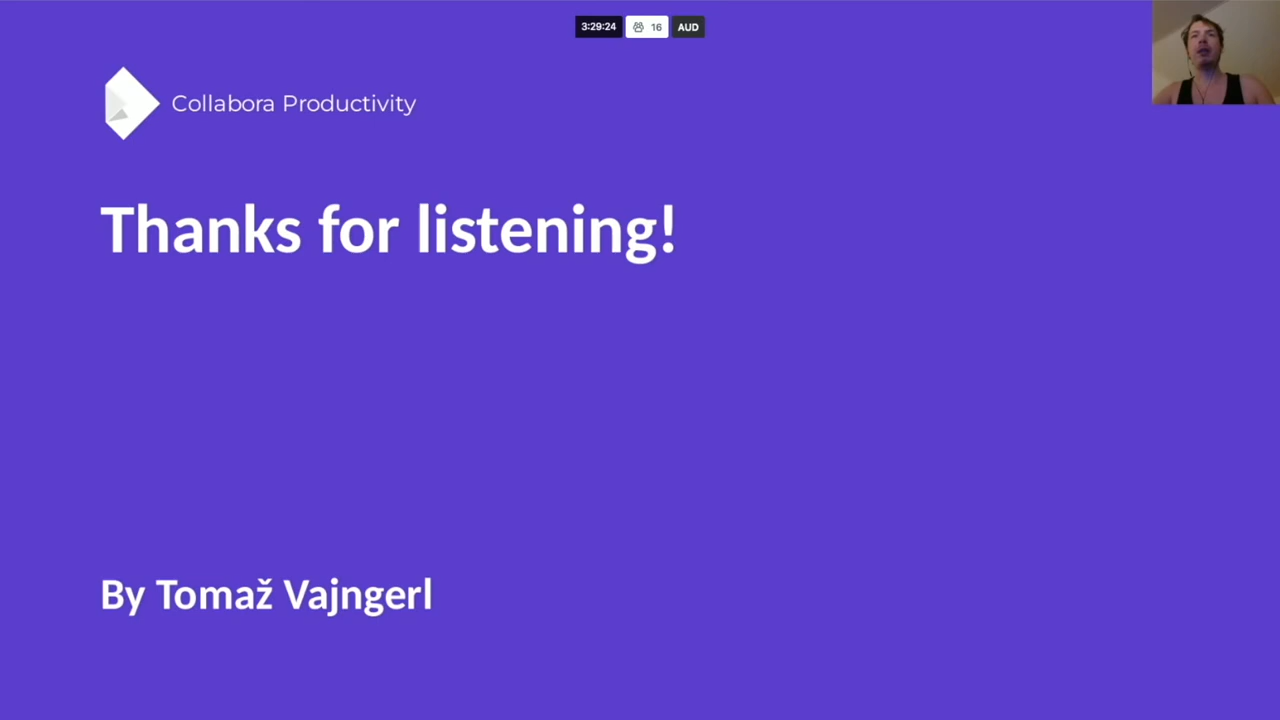 3:29:24 16 AUD
Collabora Productivity
Thanks for listening!
By Tomaž Vajngerl